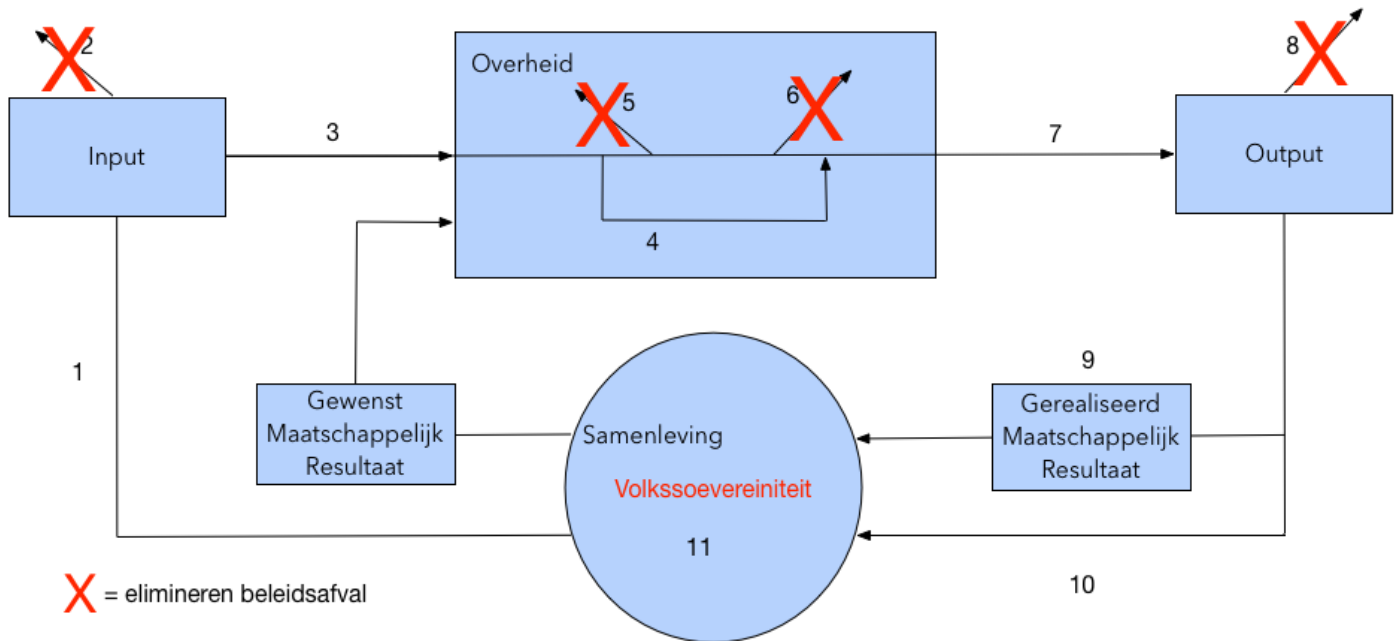 2
Overheid
5
6
8
Input
3
7
Output
4
1
Gewenst
Maatschappelijk
Resultaat
Samenleving
Volkssoevereiniteit
11
9
Gerealiseerd
Maatschappelijk
Resultaat
10
X = elimineren beleidsafval